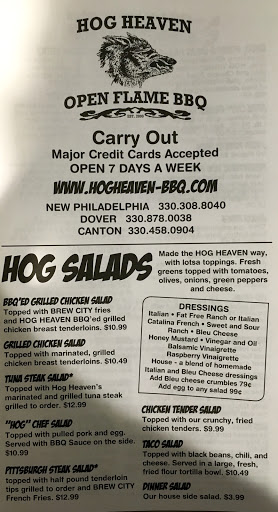 HOG HEAVEN
OPEN FLAME BBQ
Carry Out
Major Credit Cards Accepted
OPEN 7 DAYS A WEEK
WWW.HOGHEAVEN-BBQ.COM
NEW PHILADELPHIA 330.308.8040
DOVER 330.878.0038
CANTON 330.458.0904
HOG SALADS
Made the HOG HEAVEN way,
with lotsa toppings. Fresh
greens topped with tomatoes,
olives, onions, green peppers
and cheese.
BBQ'ED GRILLED CHICKEN SALAD
Topped with BREW CITY fries
and HOG HEAVEN BBQ'ed grilled
chicken breast tenderloins. $10.99
GRILLED CHICKEN SALAD
Topped with marinated, grilled
chicken breast tenderloins. $10.49
TUNA STEAK SALAD*
Topped with Hog Heaven's
marinated and grilled tuna steak
grilled to order. $12.99
"HOG" CHEF SALAD
Topped with pulled pork and egg.
Served with BBQ Sauce on the side.
$10.99
PITTSBURGH STEAK SALAD*
topped with half pound tenderloin
tips grilled to order and BREW CITY
French Fries. $12.99
DRESSINGS
Italian • Fat Free Ranch or Italian
Catalina French • Sweet and Sour
Ranch • Bleu Cheese
Honey Mustard • Vinegar and Oil
Balsamic Vinaigrette
Raspberry Vinaigrette
House - a blend of homemade
Italian and Bleu Cheese dressings
Add Bleu cheese crumbles 79¢
Add egg to any salad 99¢
CHICKEN TENDER SALAD
Topped with our crunchy, fried
chicken tenders. $9.99
TACO SALAD
Topped with black beans, chili, and
cheese. Served in a large, fresh,
fried flour tortilla bowl. $10.49
DINNER SALAD
Our house side salad. $3.99